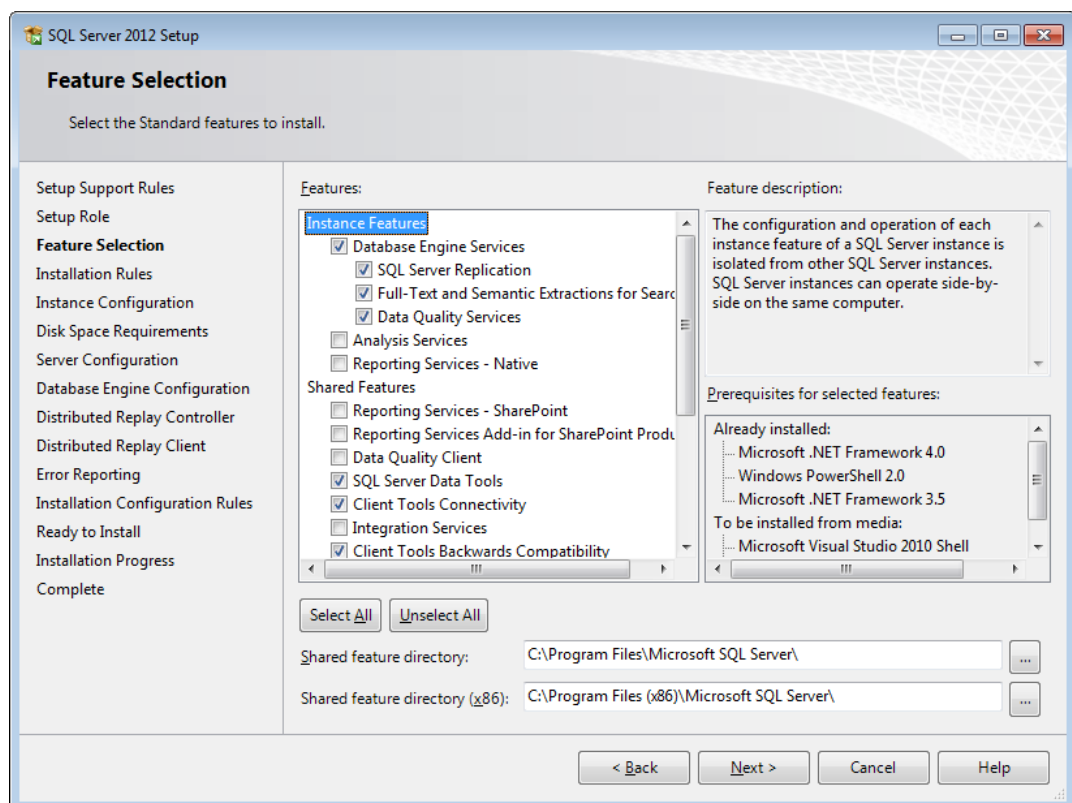 SQL Server 2012 Setup
Feature Selection
Select the Standard features to install.
Setup Support Rules
Setup Role
Feature Selection
Installation Rules
Instance Configuration
Disk Space Requirements
Server Configuration
Database Engine Configuration
Distributed Replay Controller
Distributed Replay Client
Error Reporting
Installation Configuration Rules
Ready to Install
Installation Progress
Complete
Features:
Instance Features
Database Engine Services
SQL Server Replication
Full-Text and Semantic Extractions for Searc
Data Quality Services
Analysis Services
Reporting Services - Native
Shared Features
Reporting Services - SharePoint
Reporting Services Add-in for SharePoint Produ
Data Quality Client
SQL Server Data Tools
Client Tools Connectivity
Integration Services
Client Tools Backwards Compatibility
Feature description:
The configuration and operation of each
instance feature of a SQL Server instance is
isolated from other SQL Server instances.
SQL Server instances can operate side-by-
side on the same computer.
Prerequisites for selected features:
Already installed:
Microsoft .NET Framework 4.0
Windows PowerShell 2.0
Microsoft .NET Framework 3.5
To be installed from media:
Microsoft Visual Studio 2010 Shell
Select All
Unselect All
Shared feature directory:
C:\Program Files\Microsoft SQL Server\
...
Shared feature directory (x86):
C:\Program Files (x86)\Microsoft SQL Server\
...
< Back
Next >
Cancel
Help